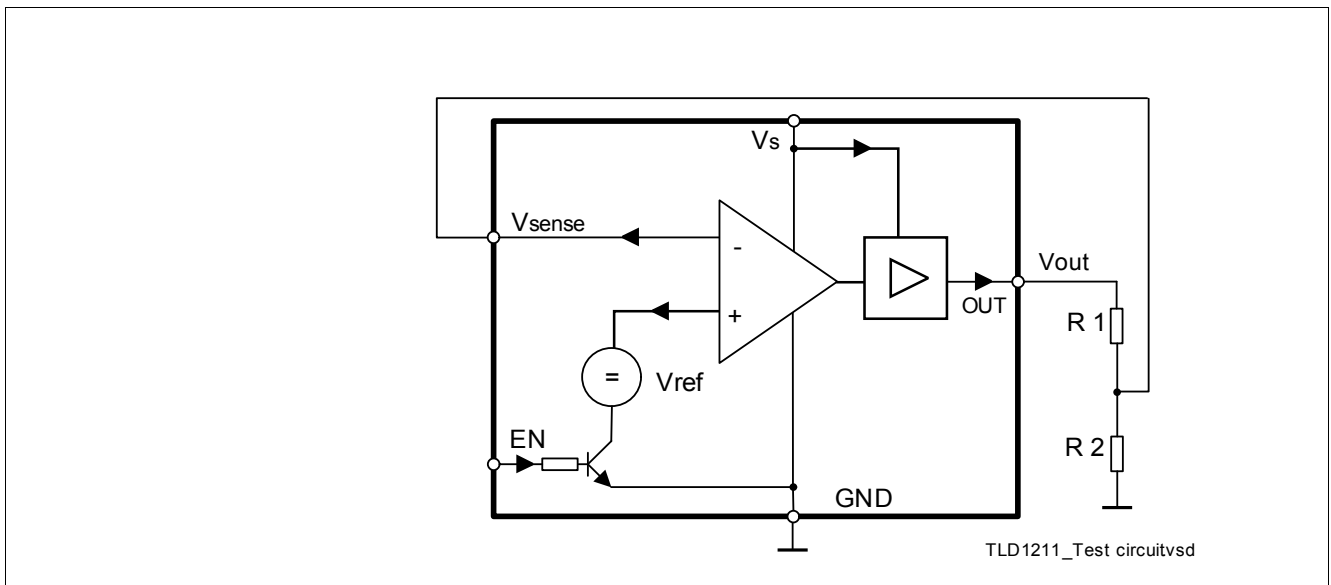 Vs
Vsense
-
Vout
OUT
+
R 1
=
Vref
EN
R 2
GND
TLD1211_Test circuitvsd